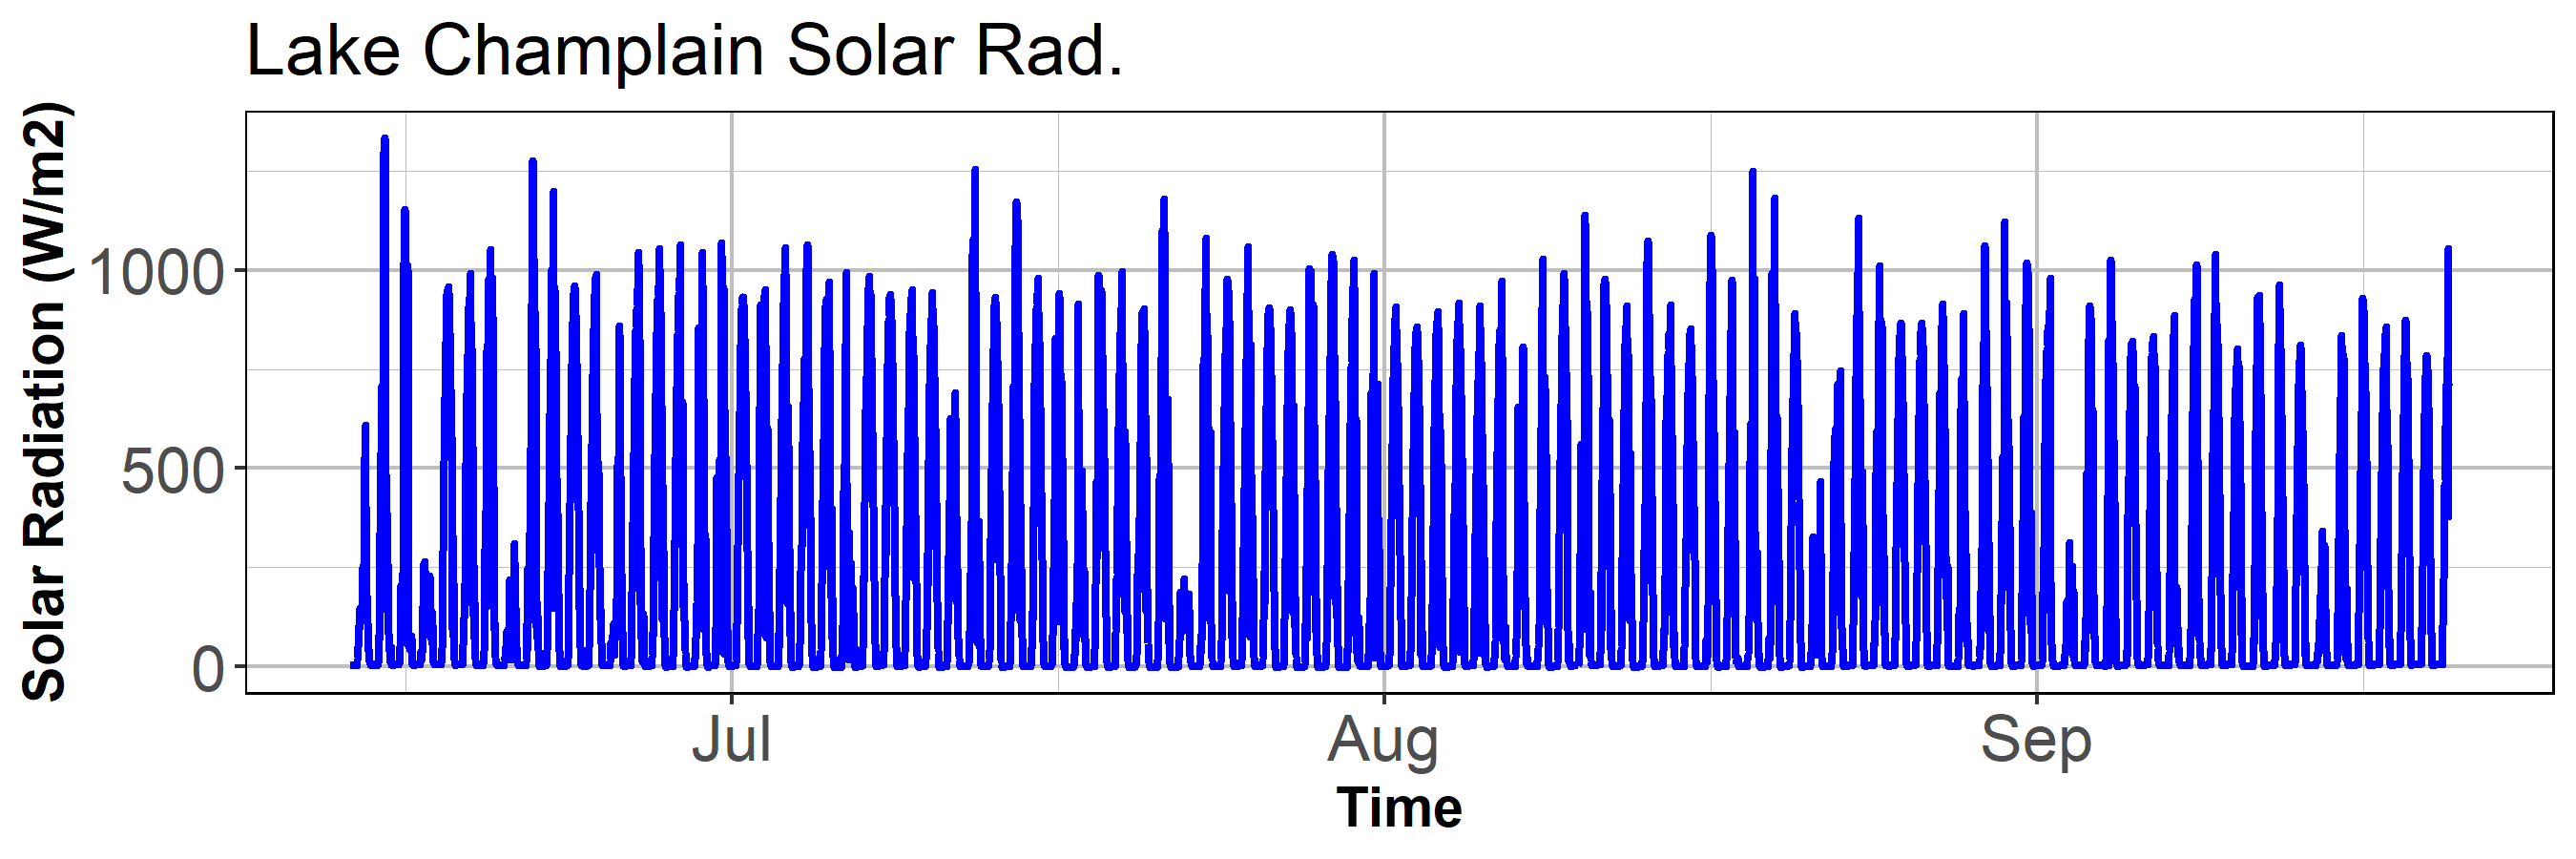 Lake Champlain Solar Rad.
Solar Radiation (W/m2)
1000
500
0
Jul Aug Sep
Time